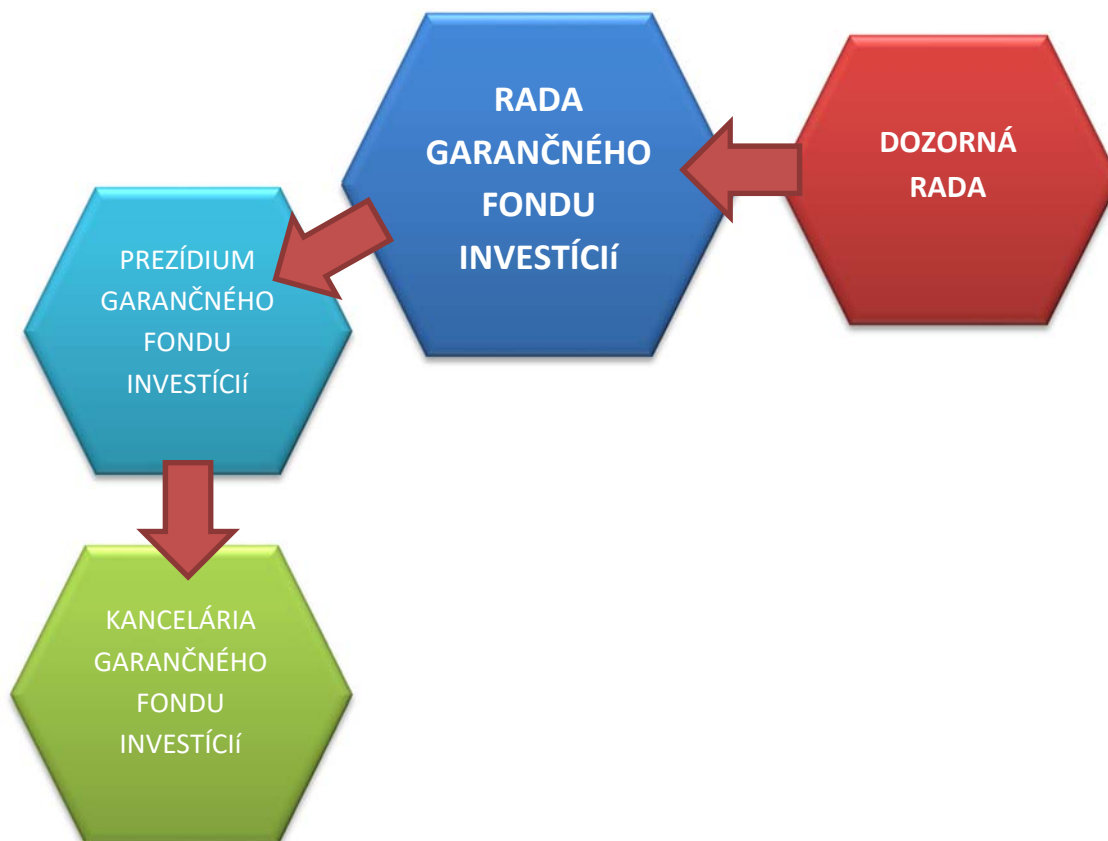 RADA
GARANČNÉHO
FONDU
INVESTÍCIí
DOZORNÁ
RADA
PREZÍDIUM
GARANČNÉHO
FONDU
INVESTÍCIí
KANCELÁRIA
GARANČNÉHO
FONDU
INVESTÍCIí